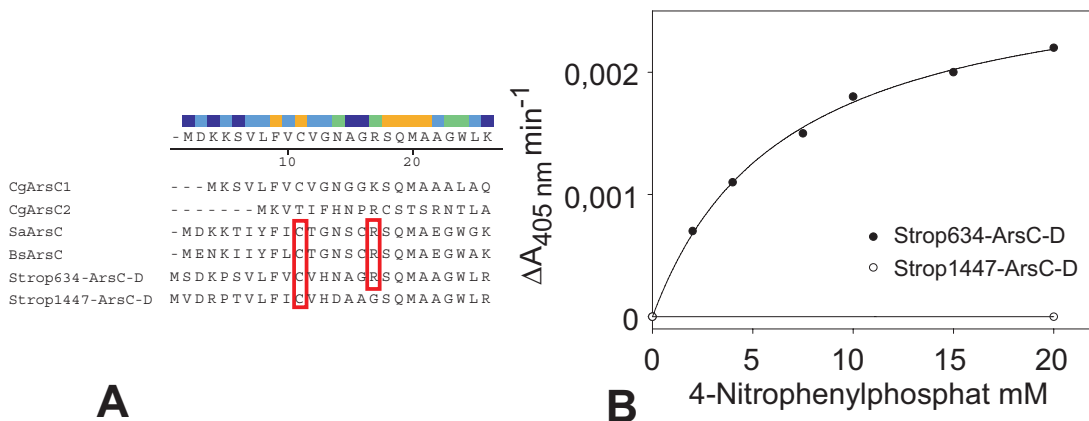 -MDKKSVLFVCVGNAGRSQMAAGWLK
10 20
CgArsC1 ---MKSVLFVCVGNGGKSQMAAALAQ
CgArsC2 -------MKVTIFHNPRCSTSRNTLA
SaArsC -MDKKTIYFICTGNSCRSQMAEGWGK
BsArsC -MENKIIYFLCTGNSCRSQMAEGWAK
Strop634-ArsC-D MSDKPSVLFVCVHNAGRSQMAAGWLR
Strop1447-ArsC-D MVDRPTVLFICVHDAAGSQMAAGWLR
A
ΔA405 nm min-1
0,002
0,001
0
Strop634-ArsC-D
Strop1447-ArsC-D
0 5 10 15 20
4-Nitrophenylphosphat mM
B